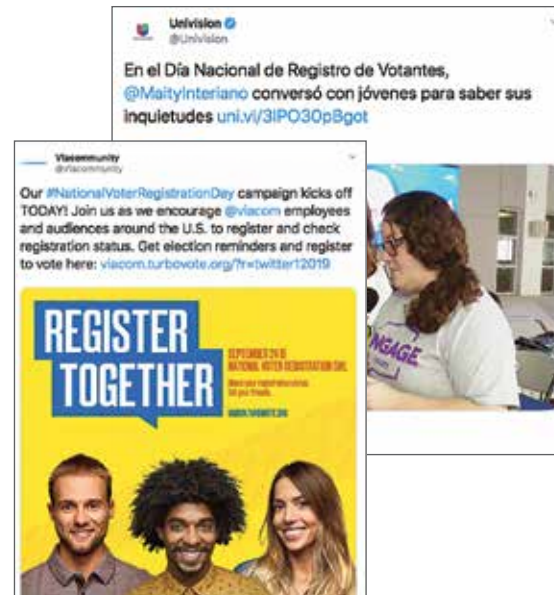 Univision
@Univision
En el Día Nacional de Registro de Votantes,
@MaityInteriano conversó con jóvenes para saber sus
inquietudes uni.vi/3IPO30pBgot
Viacommunity
@viacommunity
Our #NationalVoterRegistrationDay campaign kicks off
TODAY! Join us as we encourage @viacom employees
and audiences around the U.S. to register and check
registration status. Get election reminders and register
to vote here: viacom.turbovote.org/?r=twitter12019
REGISTER
TOGETHER
SEPTEMBER 24 IS
NATIONAL VOTER REGISTRATION DAY.
NGAGE